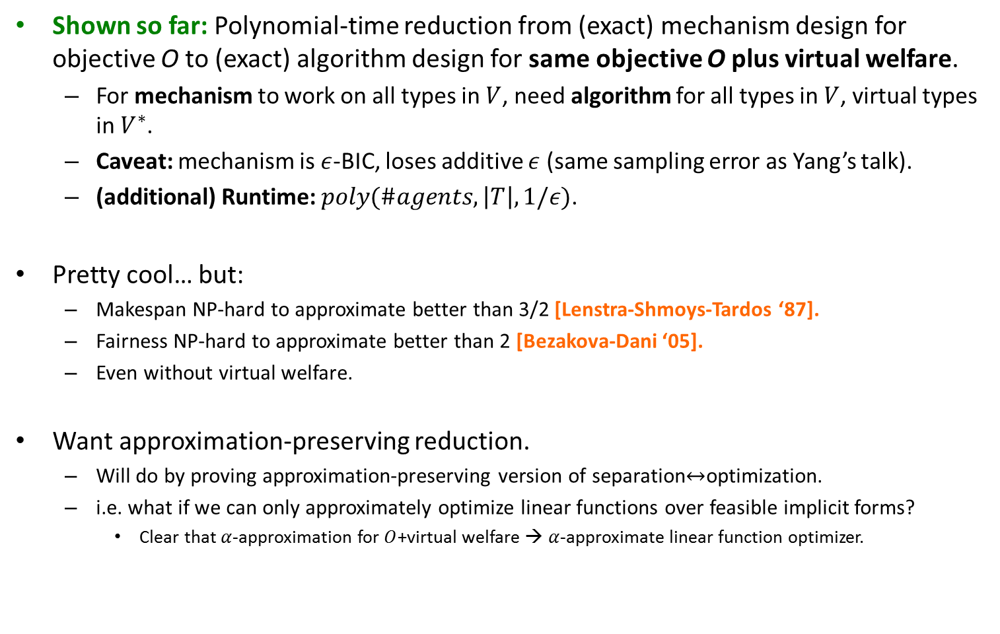 • Shown so far: Polynomial-time reduction from (exact) mechanism design for
objective O to (exact) algorithm design for same objective O plus virtual welfare.
– For mechanism to work on all types in V, need algorithm for all types in V, virtual types
in V*.
– Caveat: mechanism is ϵ-BIC, loses additive ϵ (same sampling error as Yang’s talk).
– (additional) Runtime: poly(#agents, |T|, 1/ϵ).
• Pretty cool… but:
– Makespan NP-hard to approximate better than 3/2 [Lenstra-Shmoys-Tardos ‘87].
– Fairness NP-hard to approximate better than 2 [Bezakova-Dani ‘05].
– Even without virtual welfare.
• Want approximation-preserving reduction.
– Will do by proving approximation-preserving version of separation↔optimization.
– i.e. what if we can only approximately optimize linear functions over feasible implicit forms?
• Clear that α-approximation for O+virtual welfare → α-approximate linear function optimizer.